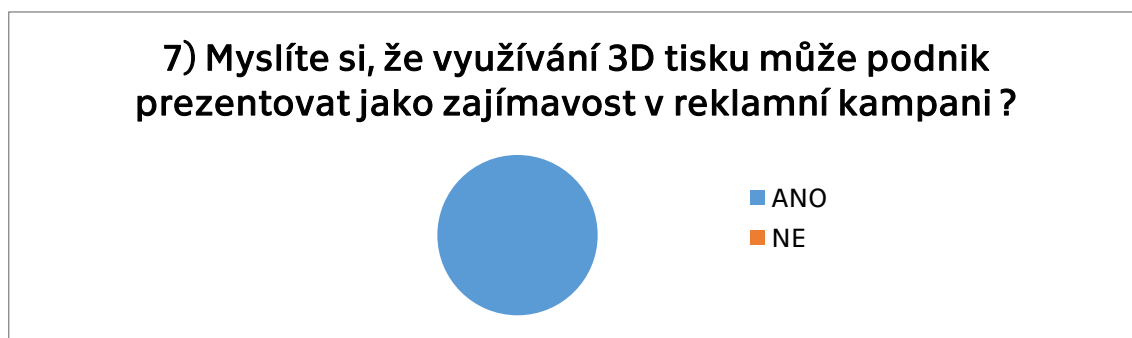 7) Myslíte si, že využívání 3D tisku může podnik
prezentovat jako zajímavost v reklamní kampani ?
ANO
NE